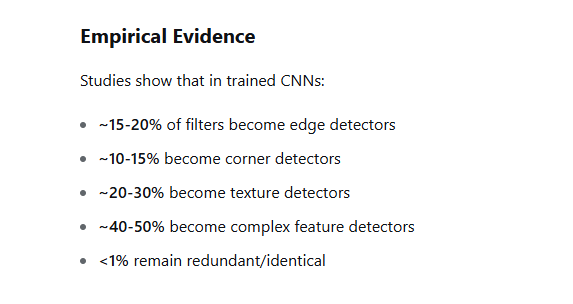 Empirical Evidence
Studies show that in trained CNNs:
• ~15-20% of filters become edge detectors
• ~10-15% become corner detectors
• ~20-30% become texture detectors
• ~40-50% become complex feature detectors
• <1% remain redundant/identical